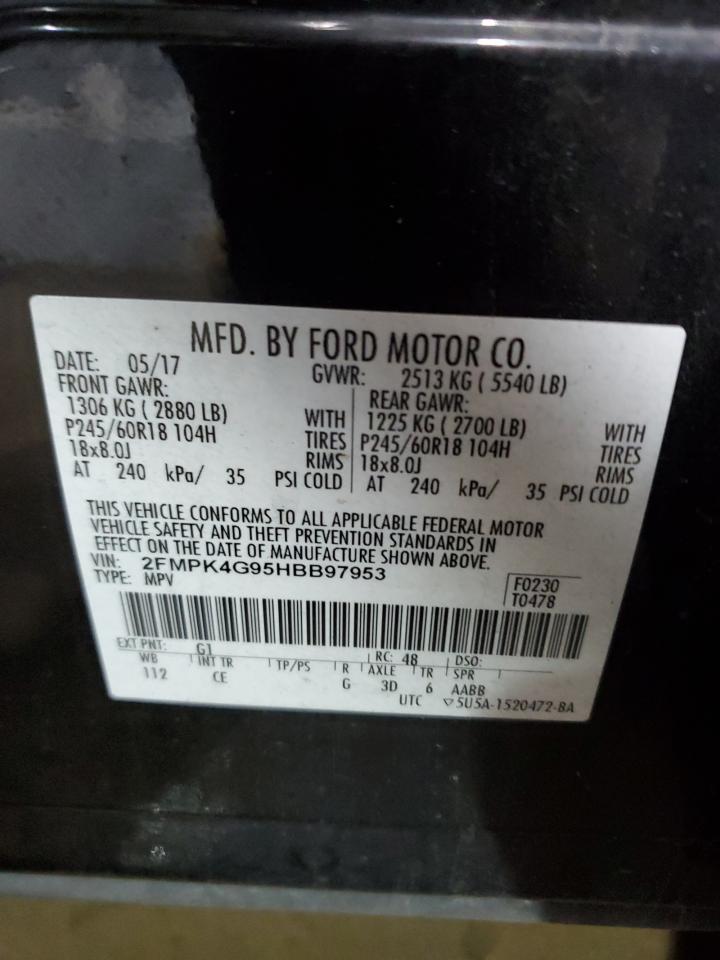 MFD. BY FORD MOTOR CO.
DATE: 05/17 GVWR: 2513 KG ( 5540 LB)
FRONT GAWR: REAR GAWR:
1306 KG ( 2880 LB) WITH 1225 KG ( 2700 LB) WITH
P245/60R18 104H TIRES P245/60R18 104H TIRES
18x8.0J RIMS 18x8.0J RIMS
AT 240 kPa/ 35 PSI COLD AT 240 kPa/ 35 PSI COLD
THIS VEHICLE CONFORMS TO ALL APPLICABLE FEDERAL MOTOR
VEHICLE SAFETY AND THEFT PREVENTION STANDARDS IN
EFFECT ON THE DATE OF MANUFACTURE SHOWN ABOVE.
VIN: 2FMPK4G95HBB97953
TYPE: MPV F0230
T0478
EXT PNT: G1 RC: 48 DSO:
WB INT TR TP/PS R AXLE TR SPR
112 CE G 3D 6 AABB
UTC ▽5U5A-1520472-BA